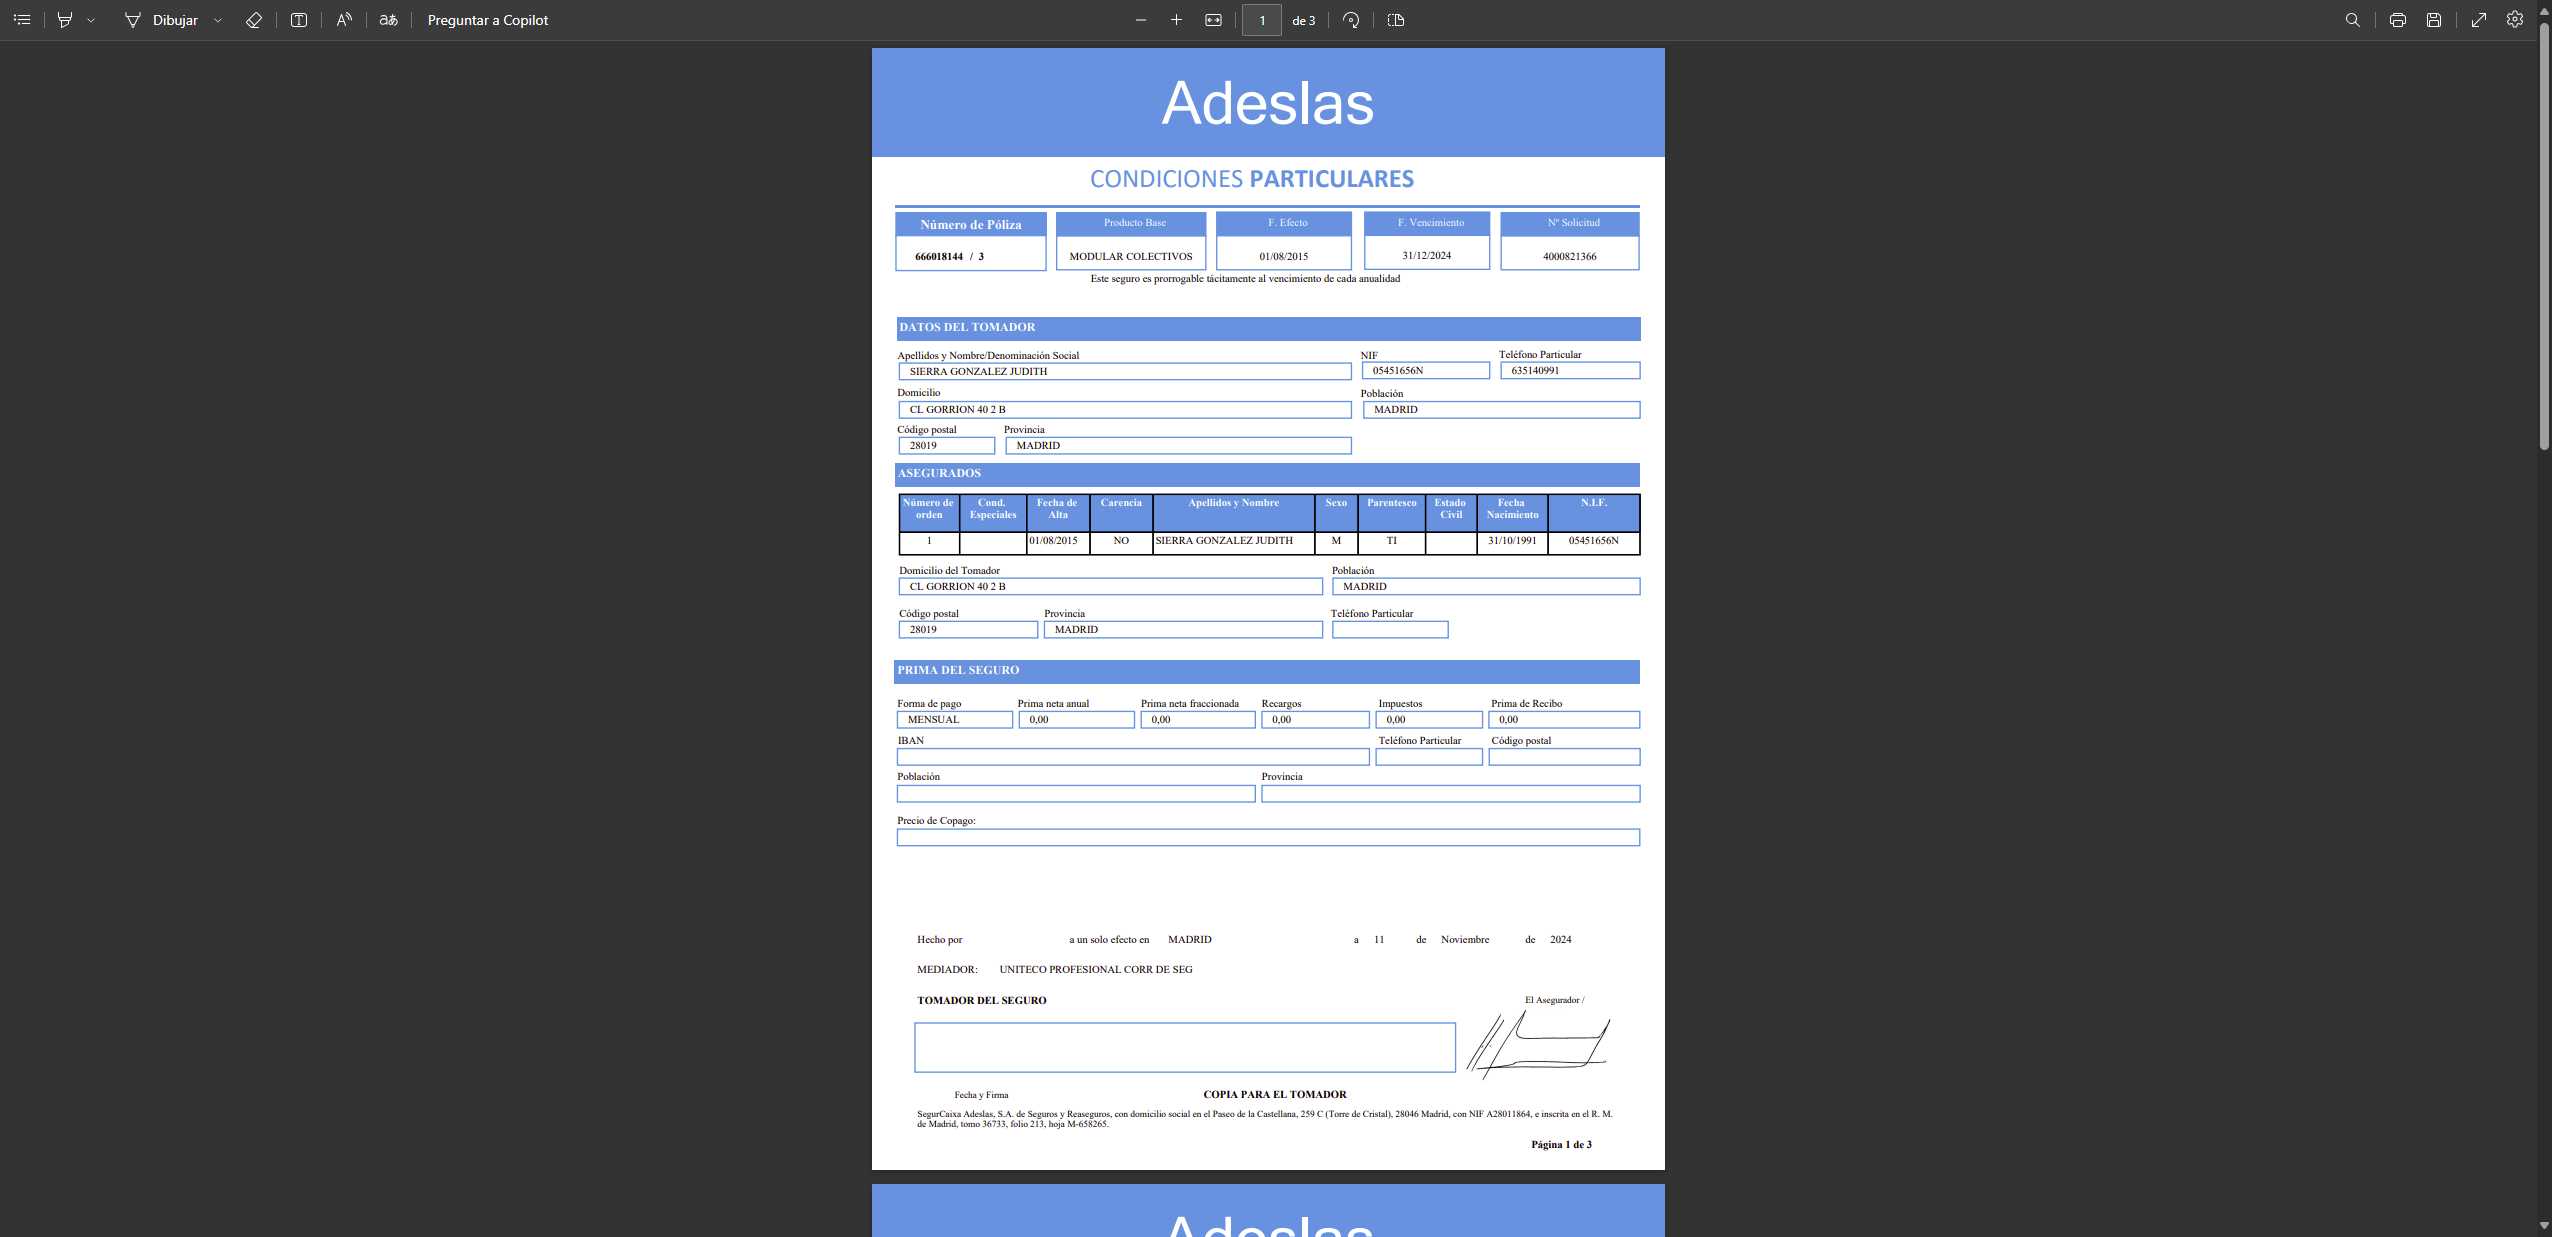 Dibujar
Preguntar a Copilot
1 de 3
Adeslas
CONDICIONES PARTICULARES
Número de Póliza Producto Base F. Efecto F. Vencimiento Nº Solicitud
666018144 / 3 MODULAR COLECTIVOS 01/08/2015 31/12/2024 4000821366
Este seguro es prorrogable tácitamente al vencimiento de cada anualidad
DATOS DEL TOMADOR
Apellidos y Nombre/Denominación Social NIF Teléfono Particular
SIERRA GONZALEZ JUDITH 05451656N 635140991
Domicilio Población
CL GORRION 40 2 B MADRID
Código postal Provincia
28019 MADRID
ASEGURADOS
Número de orden Cond. Especiales Fecha de Alta Carencia Apellidos y Nombre Sexo Parentesco Estado Civil Fecha Nacimiento N.I.F.
1 01/08/2015 NO SIERRA GONZALEZ JUDITH M TI 31/10/1991 05451656N
Domicilio del Tomador Población
CL GORRION 40 2 B MADRID
Código postal Provincia Teléfono Particular
28019 MADRID
PRIMA DEL SEGURO
Forma de pago Prima neta anual Prima neta fraccionada Recargos Impuestos Prima de Recibo
MENSUAL 0,00 0,00 0,00 0,00 0,00
IBAN Teléfono Particular Código postal
Población Provincia
Precio de Copago:
Hecho por a un solo efecto en MADRID a 11 de Noviembre de 2024
MEDIADOR: UNITECO PROFESIONAL CORR DE SEG
TOMADOR DEL SEGURO El Asegurador /
Fecha y Firma COPIA PARA EL TOMADOR
SegurCaixa Adeslas, S.A. de Seguros y Reaseguros, con domicilio social en el Paseo de la Castellana, 259 C (Torre de Cristal), 28046 Madrid, con NIF A28011864, e inscrita en el R. M.
de Madrid, tomo 36733, folio 213, hoja M-658265.
Página 1 de 3
Adeslas